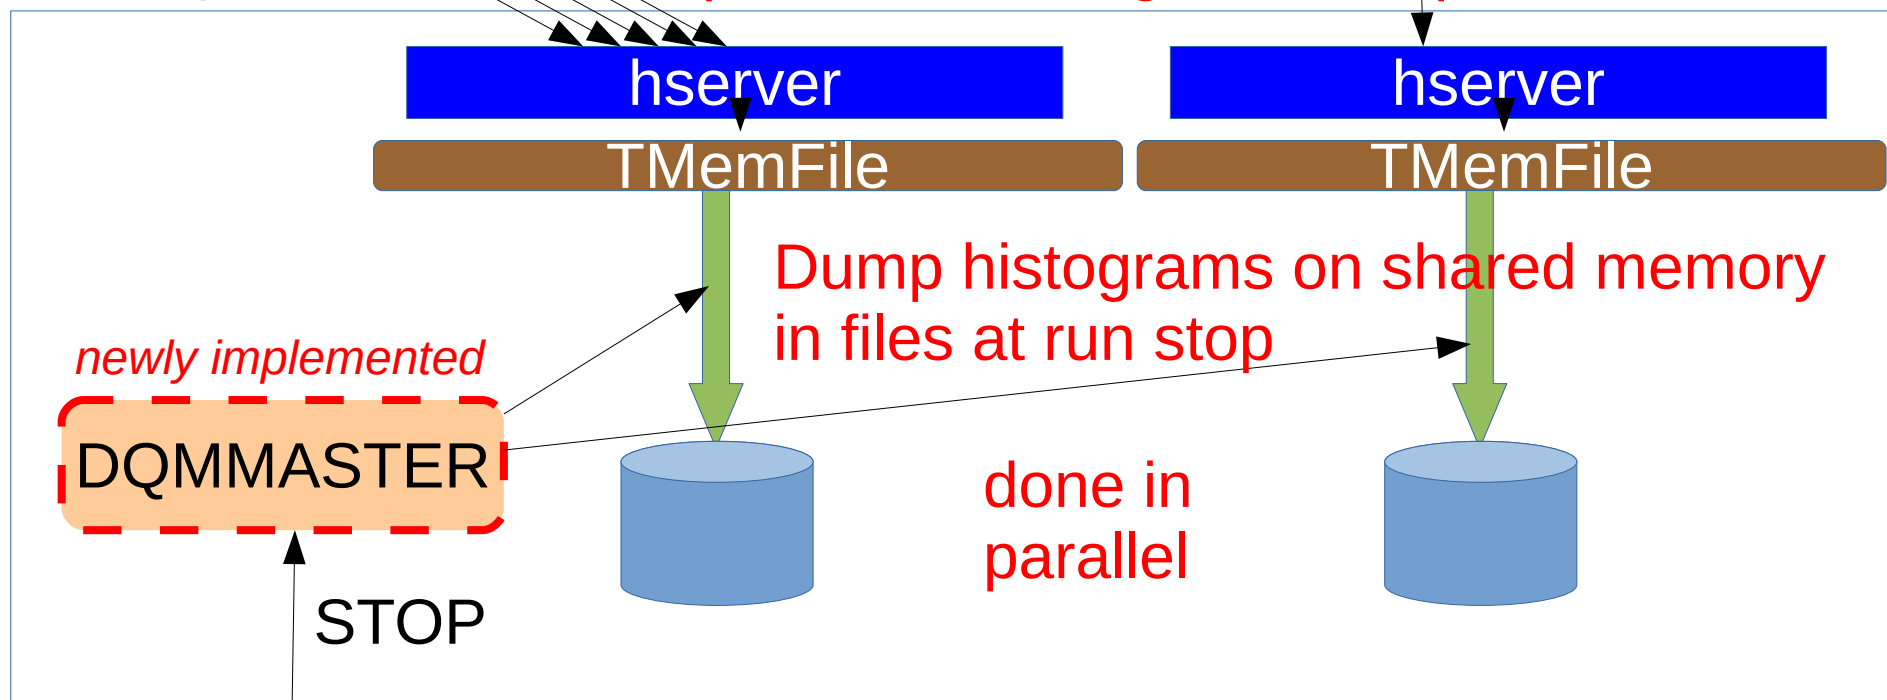 hserver
hserver
TMemFile
TMemFile
Dump histograms on shared memory
in files at run stop
newly implemented
DQMMASTER
done in
parallel
STOP